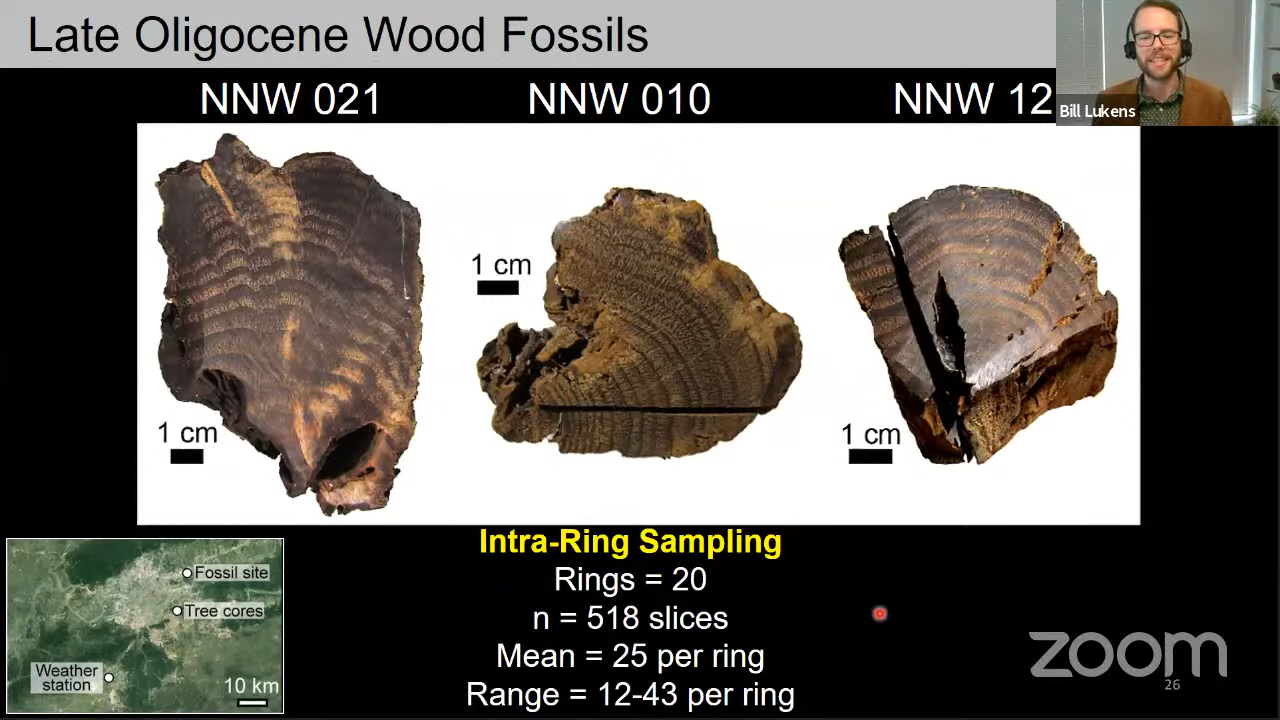 Late Oligocene Wood Fossils
Bill Lukens
NNW 021
NNW 010
NNW 12
1 cm
1 cm
1 cm
Intra-Ring Sampling
Rings = 20
n = 518 slices
Mean = 25 per ring
Range = 12-43 per ring
Fossil site
Tree cores
Weather
station
10 km
zoom
26